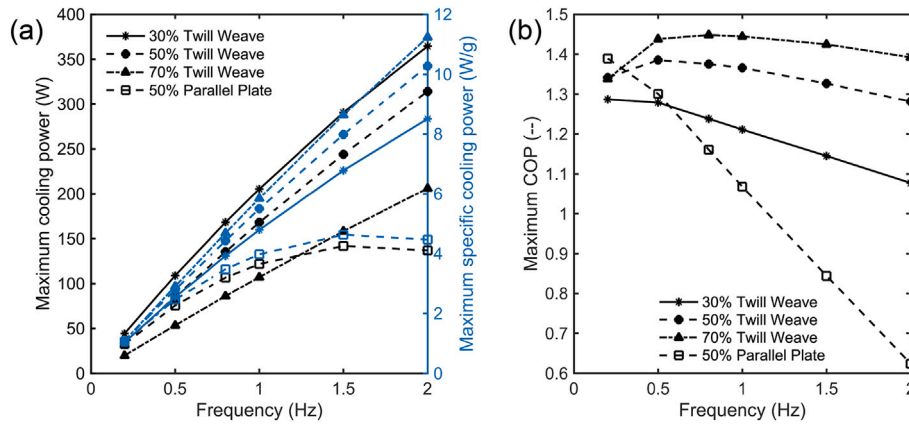 (a)
400
350
300
250
200
150
100
50
0
Maximum cooling power (W)
30% Twill Weave
50% Twill Weave
70% Twill Weave
50% Parallel Plate
12
10
8
6
4
2
0
Maximum specific cooling power (W/g)
0 0.5 1 1.5 2
Frequency (Hz)
(b)
1.5
1.4
1.3
1.2
1.1
1
0.9
0.8
0.7
0.6
Maximum COP (--)
30% Twill Weave
50% Twill Weave
70% Twill Weave
50% Parallel Plate
0 0.5 1 1.5 2
Frequency (Hz)